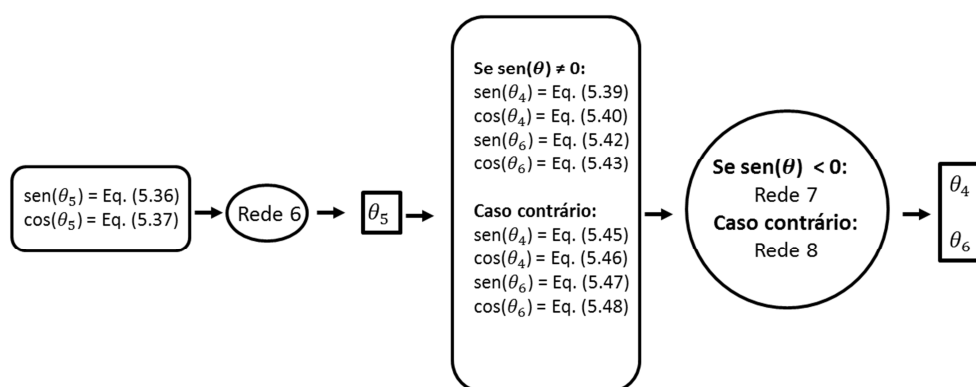 sen(θ₅) = Eq. (5.36)
cos(θ₅) = Eq. (5.37)
Rede 6
θ₅
Se sen(θ) ≠ 0:
sen(θ₄) = Eq. (5.39)
cos(θ₄) = Eq. (5.40)
sen(θ₆) = Eq. (5.42)
cos(θ₆) = Eq. (5.43)
Caso contrário:
sen(θ₄) = Eq. (5.45)
cos(θ₄) = Eq. (5.46)
sen(θ₆) = Eq. (5.47)
cos(θ₆) = Eq. (5.48)
Se sen(θ) < 0:
Rede 7
Caso contrário:
Rede 8
θ₄
θ₆